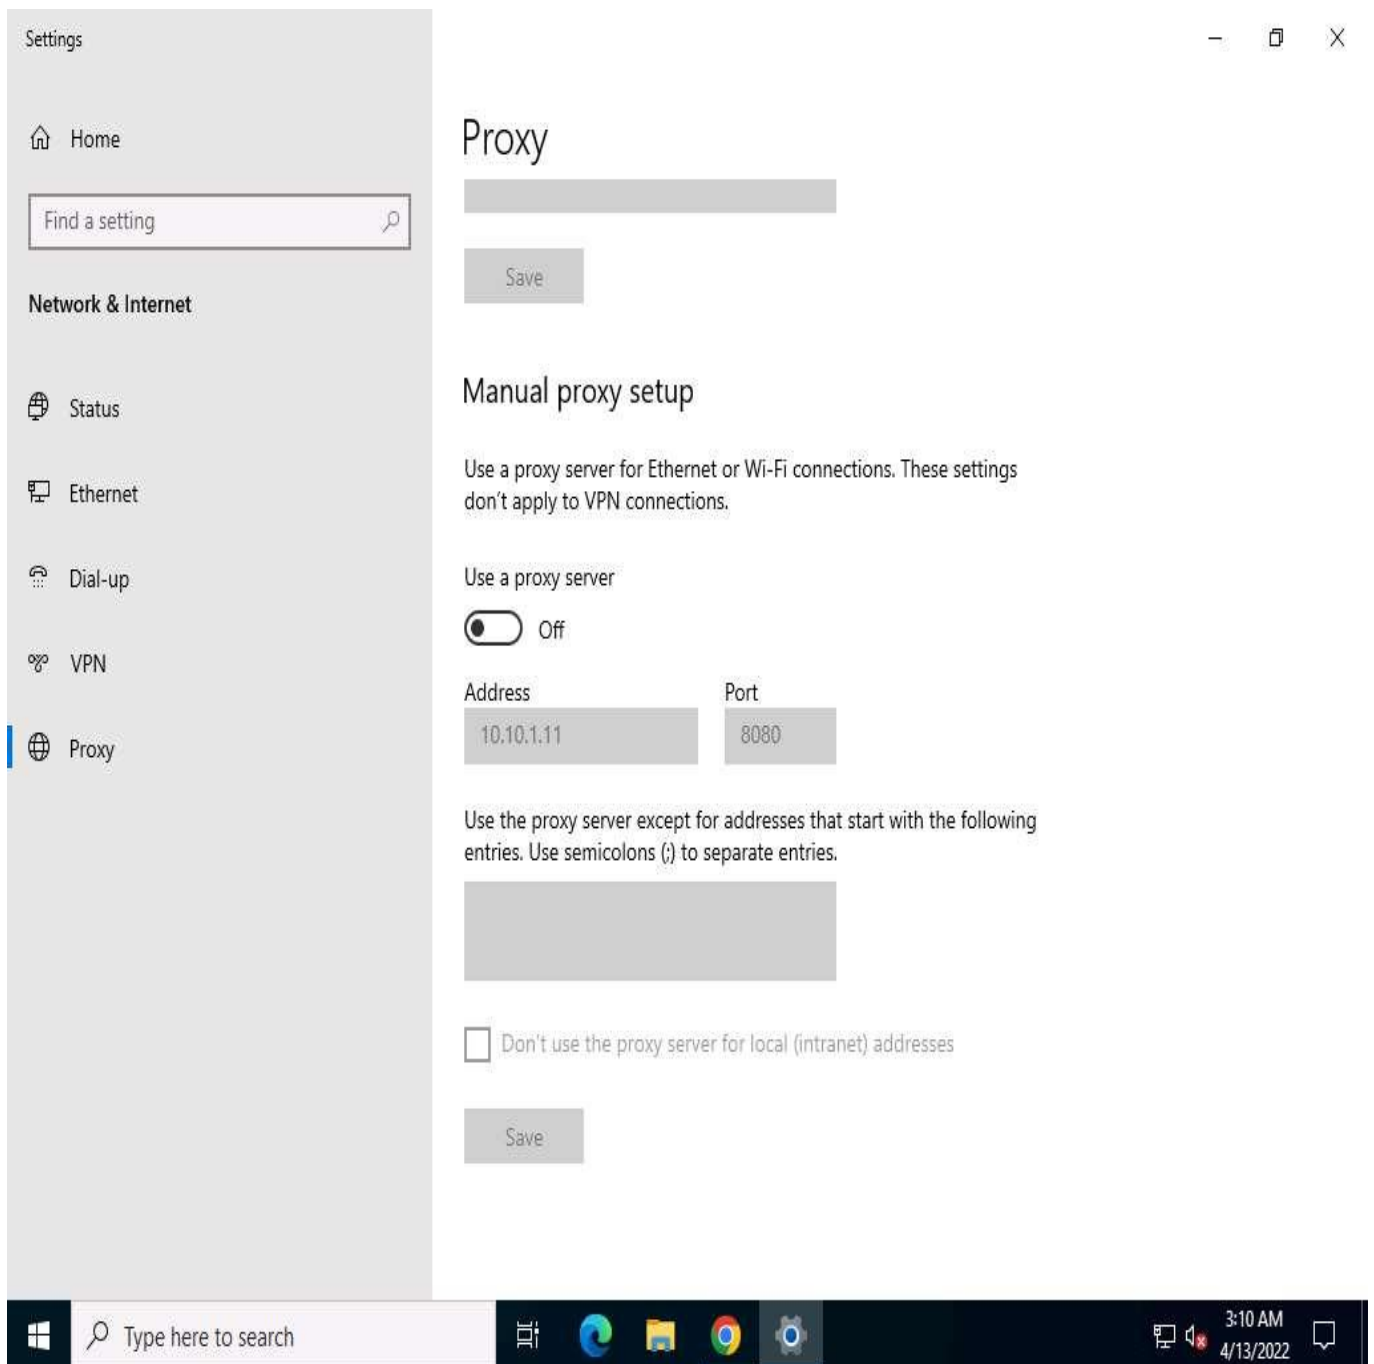 Settings
Home
Find a setting
Network & Internet
Status
Ethernet
Dial-up
VPN
Proxy
Proxy
Save
Manual proxy setup
Use a proxy server for Ethernet or Wi-Fi connections. These settings
don't apply to VPN connections.
Use a proxy server
Off
Address Port
10.10.1.11 8080
Use the proxy server except for addresses that start with the following
entries. Use semicolons (;) to separate entries.
Don't use the proxy server for local (intranet) addresses
Save
Type here to search
3:10 AM
4/13/2022